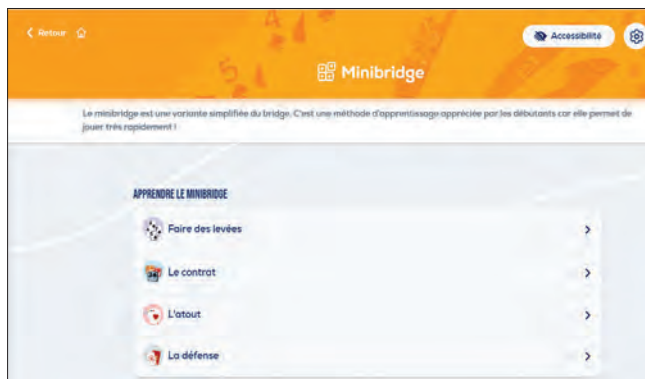 Retour
Accessibilité
Minibridge
Le minibridge est une variante simplifiée du bridge. C'est une méthode d'apprentissage appréciée par les débutants car elle permet de
jouer très rapidement !
APPRENDRE LE MINIBRIDGE
Faire des levées
Le contrat
L'atout
La défense